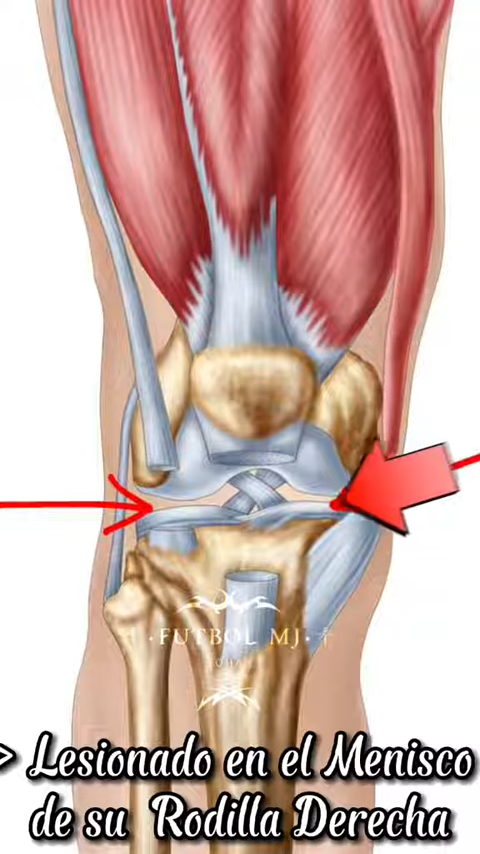 ·FUTBOL MJ·
> Lesionado en el Menisco
de su Rodilla Derecha